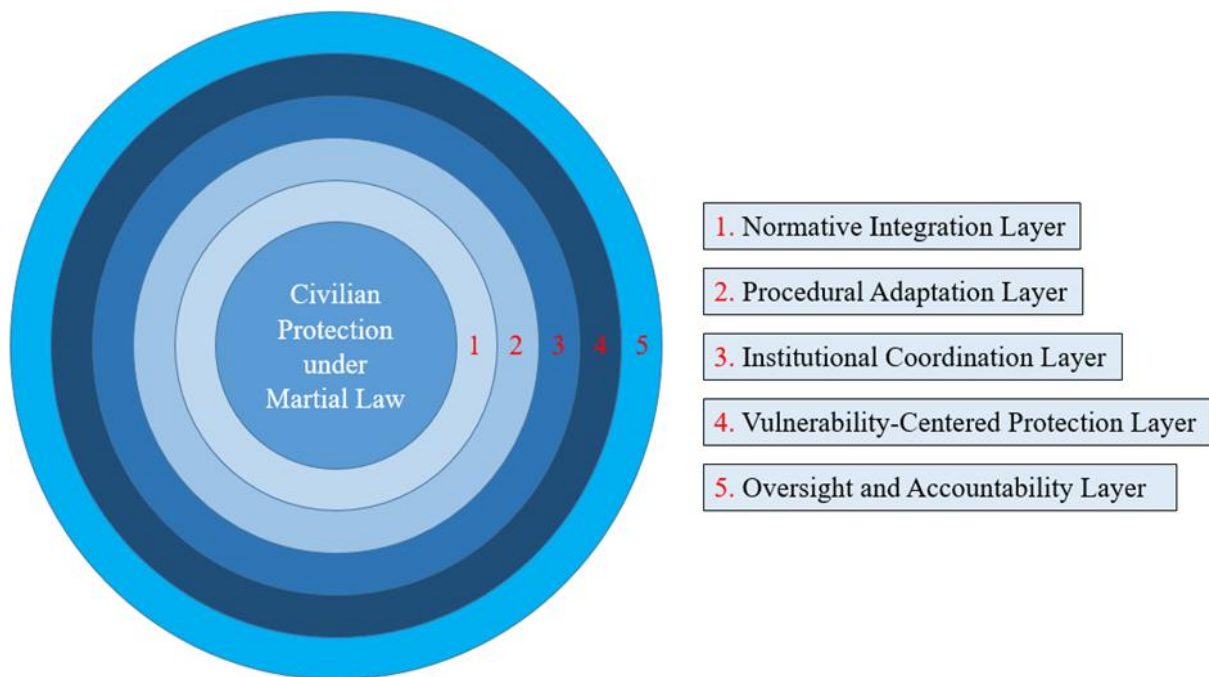 Civilian
Protection
under
Martial Law
1
2
3
4
5
1. Normative Integration Layer
2. Procedural Adaptation Layer
3. Institutional Coordination Layer
4. Vulnerability-Centered Protection Layer
5. Oversight and Accountability Layer